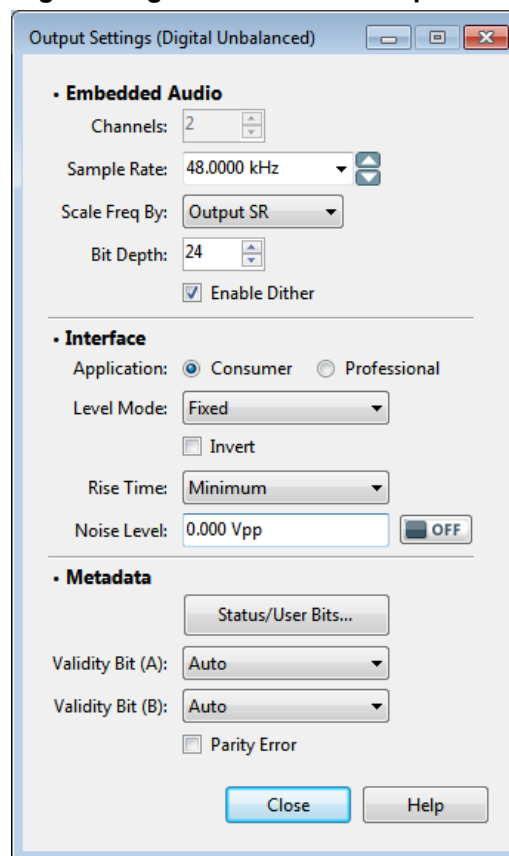 Output Settings (Digital Unbalanced)
• Embedded Audio
Channels: 2
Sample Rate: 48.0000 kHz
Scale Freq By: Output SR
Bit Depth: 24
Enable Dither
• Interface
Application: Consumer Professional
Level Mode: Fixed
Invert
Rise Time: Minimum
Noise Level: 0.000 Vpp OFF
• Metadata
Status/User Bits...
Validity Bit (A): Auto
Validity Bit (B): Auto
Parity Error
Close Help